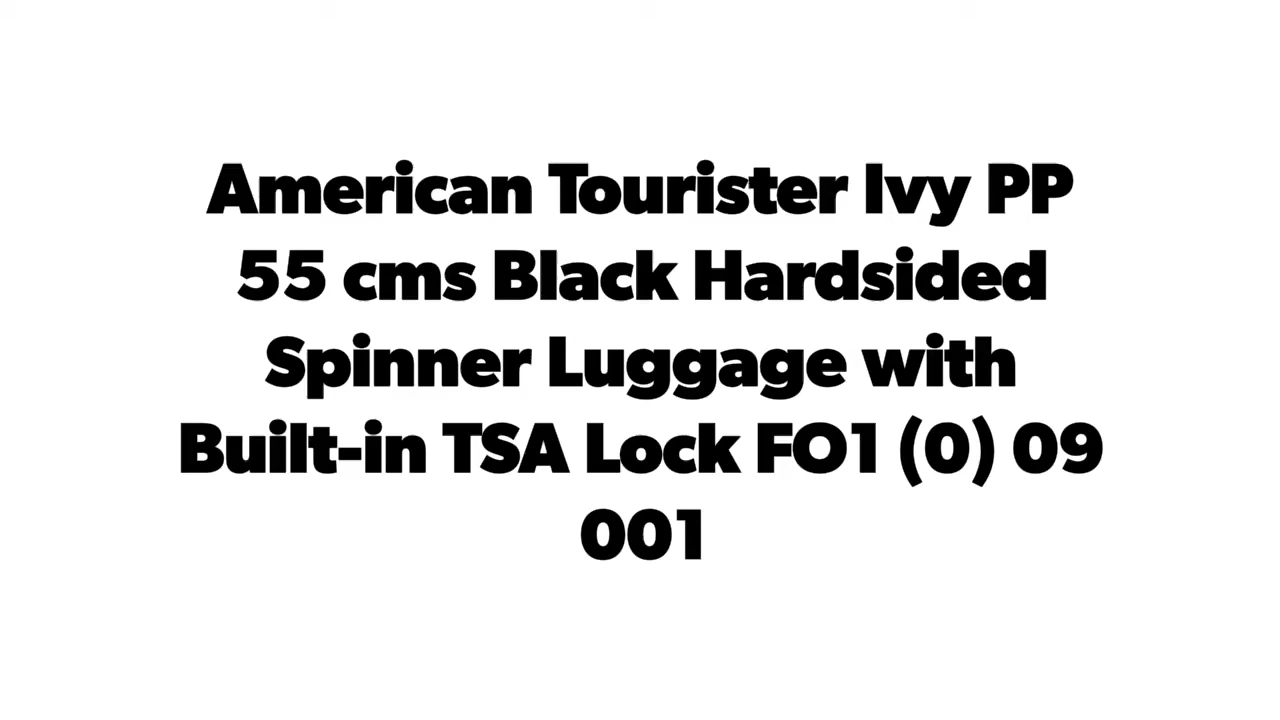 American Tourister Ivy PP
55 cms Black Hardsided
Spinner Luggage with
Built-in TSA Lock FO1 (0) 09
001